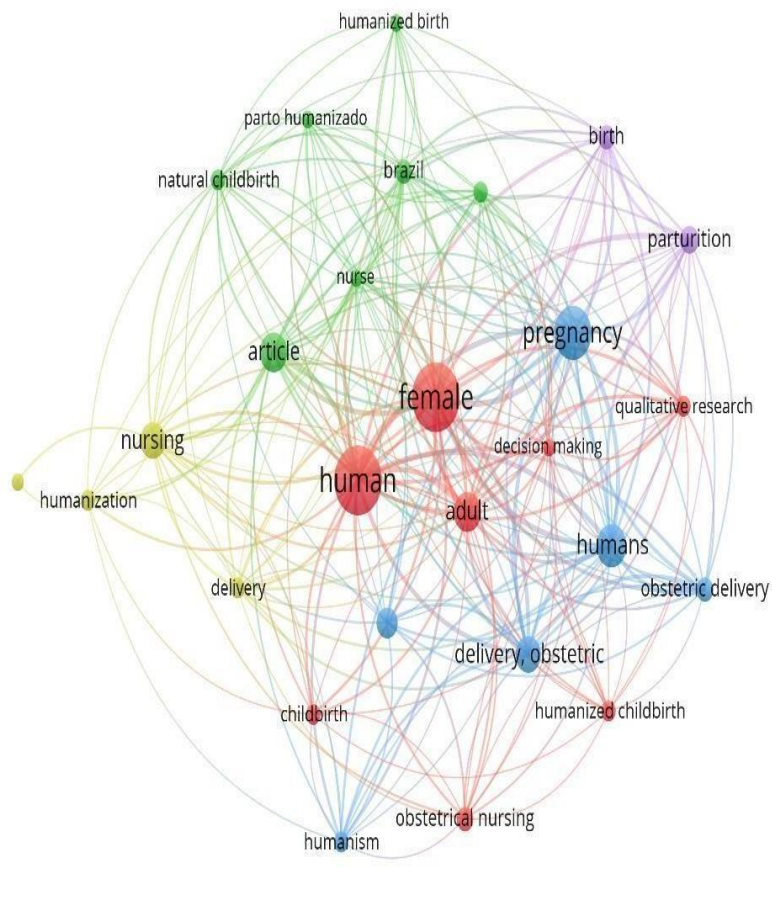 humanized birth
parto humanizado
birth
brazil
natural childbirth
parturition
nurse
pregnancy
article
female
qualitative research
nursing
decision making
human
humanization
adult
humans
delivery
obstetric delivery
delivery, obstetric
childbirth
humanized childbirth
obstetrical nursing
humanism